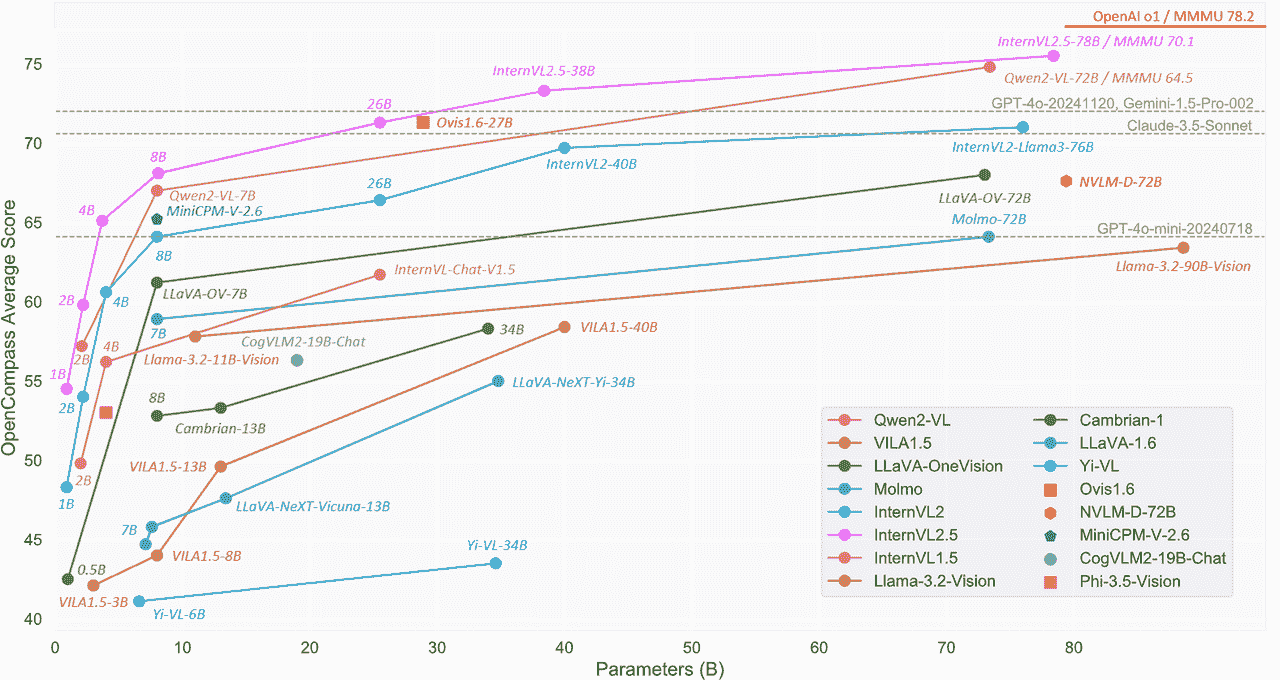 OpenAI o1 / MMMU 78.2
InternVL2.5-78B / MMMU 70.1
InternVL2.5-38B
Qwen2-VL-72B / MMMU 64.5
GPT-4o-20241120, Gemini-1.5-Pro-002
26B
Ovis1.6-27B
Claude-3.5-Sonnet
InternVL2-Llama3-76B
8B
InternVL2-40B
Qwen2-VL-7B
26B
NVLM-D-72B
LLaVA-OV-72B
4B
MiniCPM-V-2.6
Molmo-72B
GPT-4o-mini-20240718
8B
InternVL-Chat-V1.5
Llama-3.2-90B-Vision
2B
4B
LLaVA-OV-7B
7B
CogVLM2-19B-Chat
34B
VILA1.5-40B
2B
4B
Llama-3.2-11B-Vision
1B
LLaVA-NeXT-Yi-34B
2B
8B
Cambrian-13B
VILA1.5-13B
2B
1B
LLaVA-NeXT-Vicuna-13B
7B
Yi-VL-34B
VILA1.5-8B
0.5B
VILA1.5-3B
Yi-VL-6B
Qwen2-VL
VILA1.5
LLaVA-OneVision
Molmo
InternVL2
InternVL2.5
InternVL1.5
Llama-3.2-Vision
Cambrian-1
LLaVA-1.6
Yi-VL
Ovis1.6
NVLM-D-72B
MiniCPM-V-2.6
CogVLM2-19B-Chat
Phi-3.5-Vision
OpenCompass Average Score
75
70
65
60
55
50
45
40
0 10 20 30 40 50 60 70 80
Parameters (B)